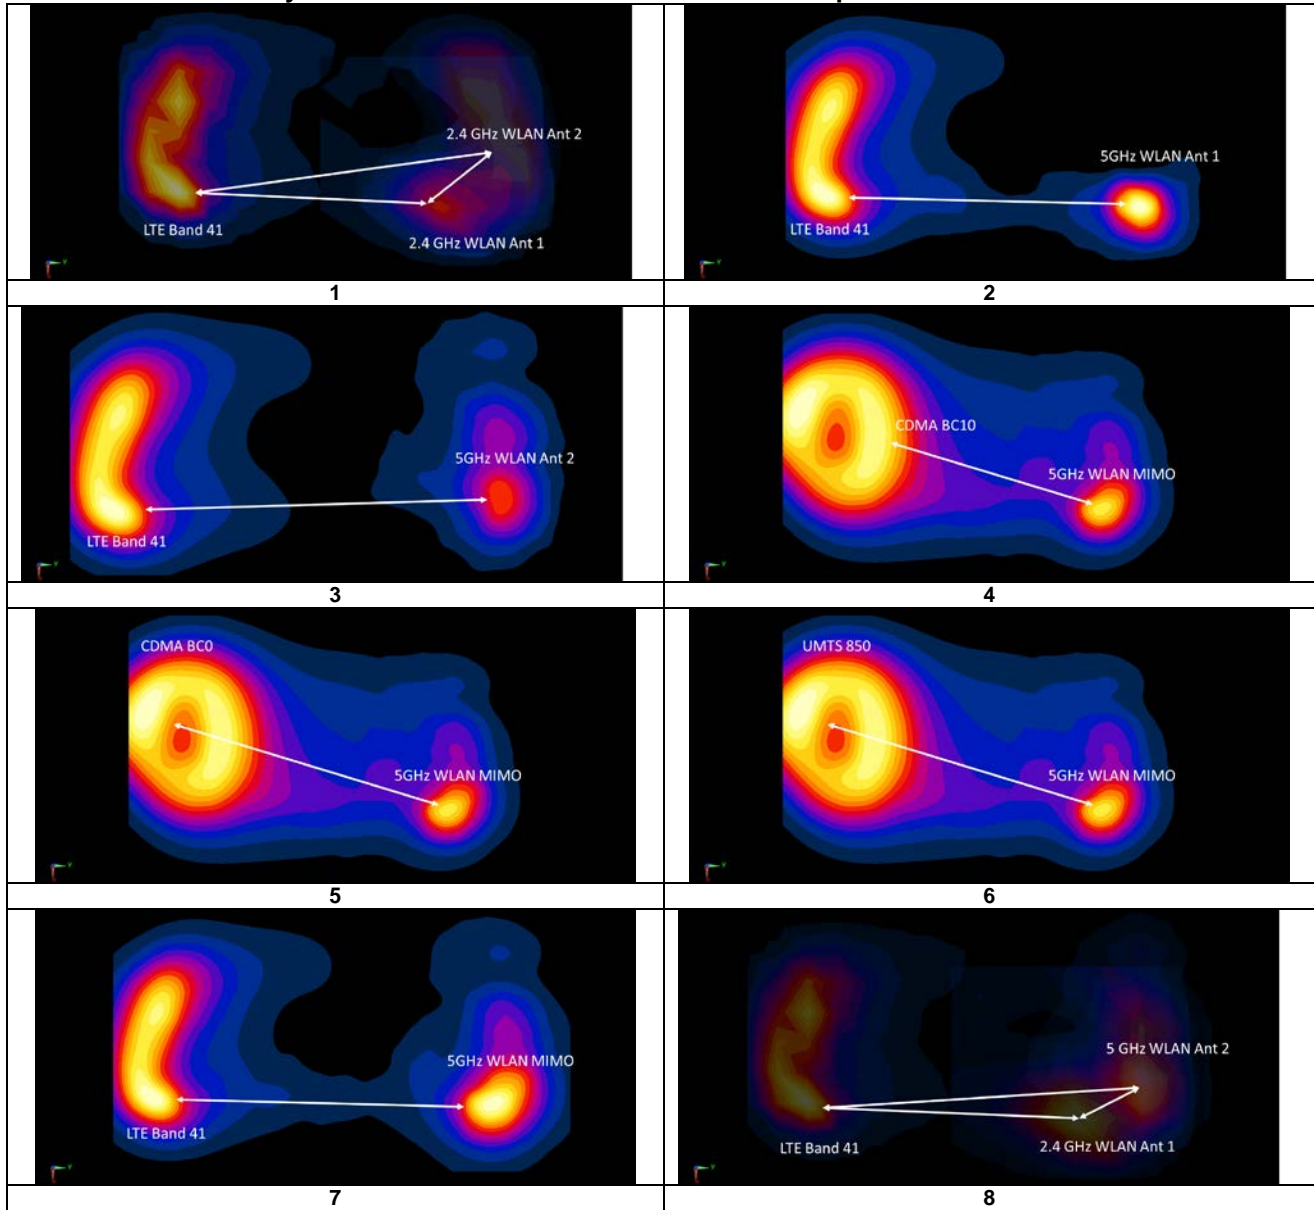 2.4 GHz WLAN Ant 2
LTE Band 41
2.4 GHz WLAN Ant 1
1
5GHz WLAN Ant 1
LTE Band 41
2
5GHz WLAN Ant 2
LTE Band 41
3
CDMA BC10
5GHz WLAN MIMO
4
CDMA BC0
5GHz WLAN MIMO
5
UMTS 850
5GHz WLAN MIMO
6
5GHz WLAN MIMO
LTE Band 41
7
5 GHz WLAN Ant 2
LTE Band 41
2.4 GHz WLAN Ant 1
8